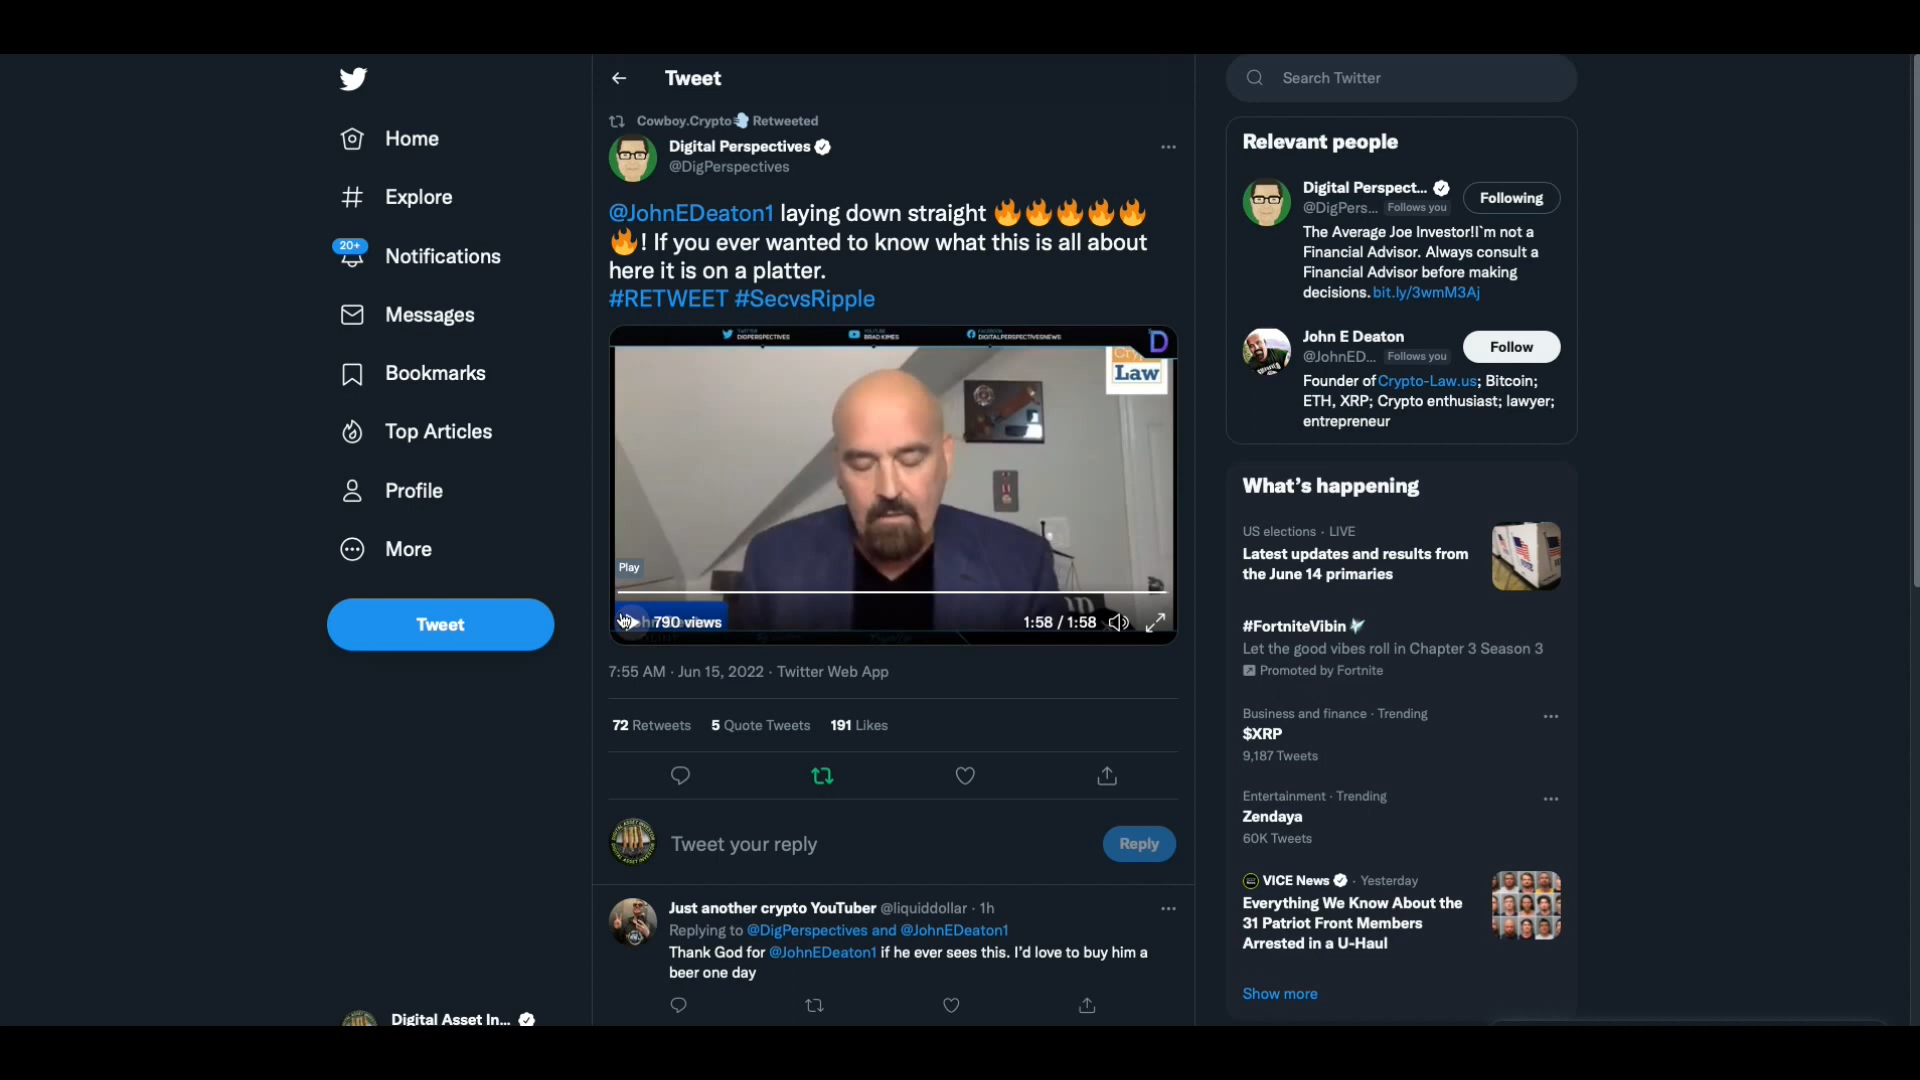 Tweet
Search Twitter
Cowboy.Crypto Retweeted
Digital Perspectives
@DigPerspectives
@JohnEDeaton1 laying down straight 🔥🔥🔥🔥🔥
🔥! If you ever wanted to know what this is all about
here it is on a platter.
#RETWEET #SecvsRipple
TWITTER
DIGPERSPECTIVES
YOUTUBE
BRAD KIMES
FACEBOOK
DIGITALPERSPECTIVESNEWS
D
Law
Play
790 views
1:58 / 1:58
7:55 AM · Jun 15, 2022 · Twitter Web App
72 Retweets 5 Quote Tweets 191 Likes
Tweet your reply
Reply
Just another crypto YouTuber @liquiddollar · 1h
Replying to @DigPerspectives and @JohnEDeaton1
Thank God for @JohnEDeaton1 if he ever sees this. I'd love to buy him a
beer one day
Home
Explore
20+
Notifications
Messages
Bookmarks
Top Articles
Profile
More
Tweet
Digital Asset In...
Relevant people
Digital Perspect...
Following
@DigPers... Follows you
The Average Joe Investor!I`m not a
Financial Advisor. Always consult a
Financial Advisor before making
decisions. bit.ly/3wmM3Aj
John E Deaton
Follow
@JohnED... Follows you
Founder of Crypto-Law.us; Bitcoin;
ETH, XRP; Crypto enthusiast; lawyer;
entrepreneur
What's happening
US elections · LIVE
Latest updates and results from
the June 14 primaries
#FortniteVibin
Let the good vibes roll in Chapter 3 Season 3
Promoted by Fortnite
Business and finance · Trending
$XRP
9,187 Tweets
Entertainment · Trending
Zendaya
60K Tweets
VICE News · Yesterday
Everything We Know About the
31 Patriot Front Members
Arrested in a U-Haul
Show more